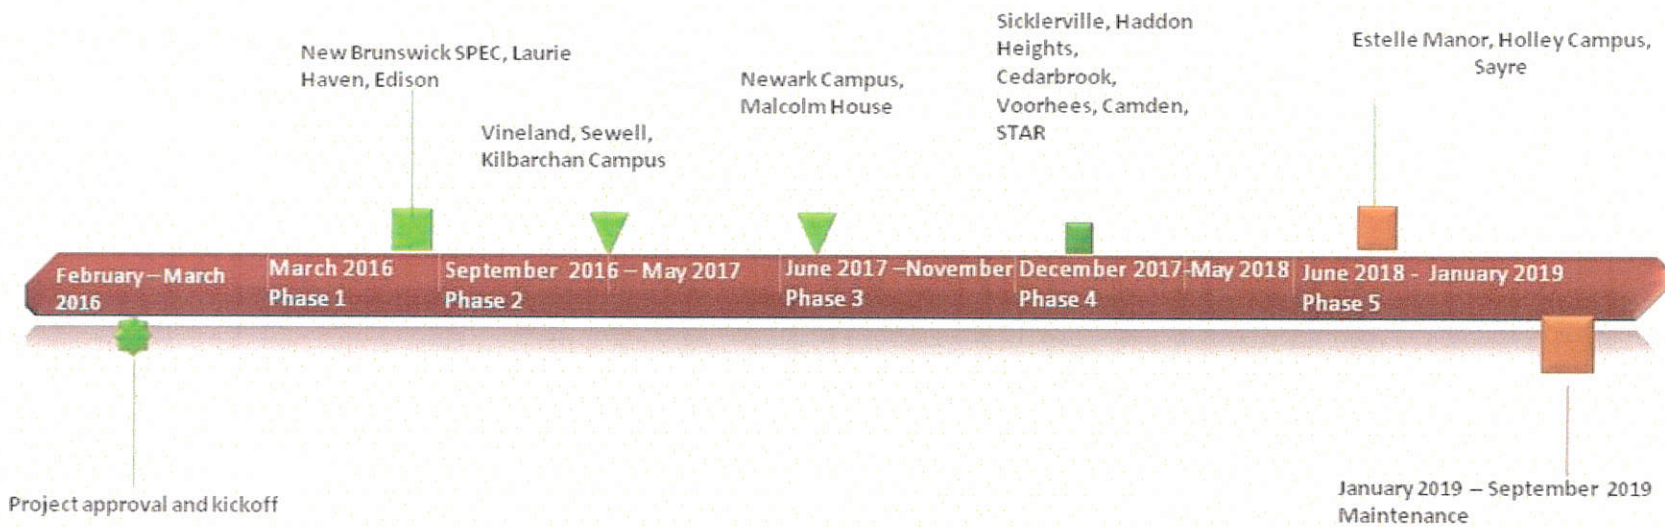 New Brunswick SPEC, Laurie
Haven, Edison
Vineland, Sewell,
Kilbarchan Campus
Newark Campus,
Malcolm House
Sicklerville, Haddon
Heights,
Cedarbrook,
Voorhees, Camden,
STAR
Estelle Manor, Holley Campus,
Sayre
February – March
2016
March 2016
Phase 1
September 2016 – May 2017
Phase 2
June 2017 –November
Phase 3
December 2017-May 2018
Phase 4
June 2018 - January 2019
Phase 5
Project approval and kickoff
January 2019 – September 2019
Maintenance